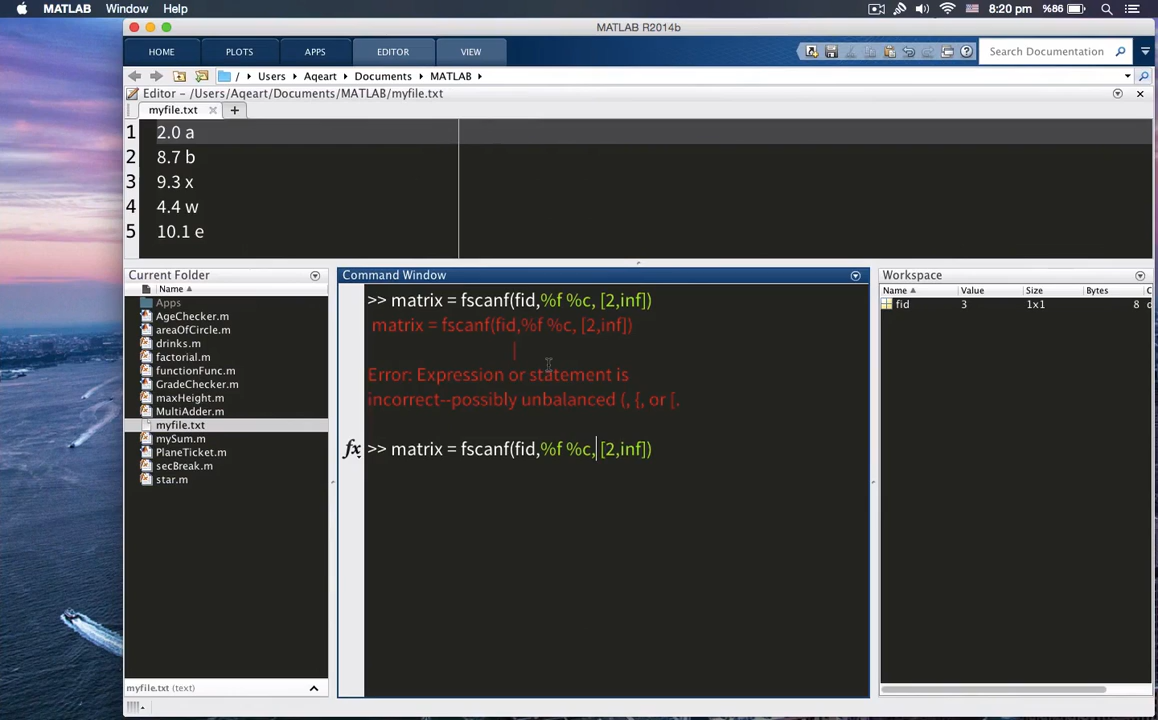 MATLAB Window Help 8:20 pm %86
MATLAB R2014b
HOME PLOTS APPS EDITOR VIEW Search Documentation
/ Users Aqeart Documents MATLAB
Editor - /Users/Aqeart/Documents/MATLAB/myfile.txt
myfile.txt
1 2.0 a
2 8.7 b
3 9.3 x
4 4.4 w
5 10.1 e
Current Folder
Name
Apps
AgeChecker.m
areaOfCircle.m
drinks.m
factorial.m
functionFunc.m
GradeChecker.m
maxHeight.m
MultiAdder.m
myfile.txt
mySum.m
PlaneTicket.m
secBreak.m
star.m
myfile.txt (text)
Command Window
>> matrix = fscanf(fid,%f %c, [2,inf])
matrix = fscanf(fid,%f %c, [2,inf])
|
Error: Expression or statement is
incorrect--possibly unbalanced (, {, or [.
fx >> matrix = fscanf(fid,%f %c, [2,inf])
Workspace
Name Value Size Bytes C
fid 3 1x1 8